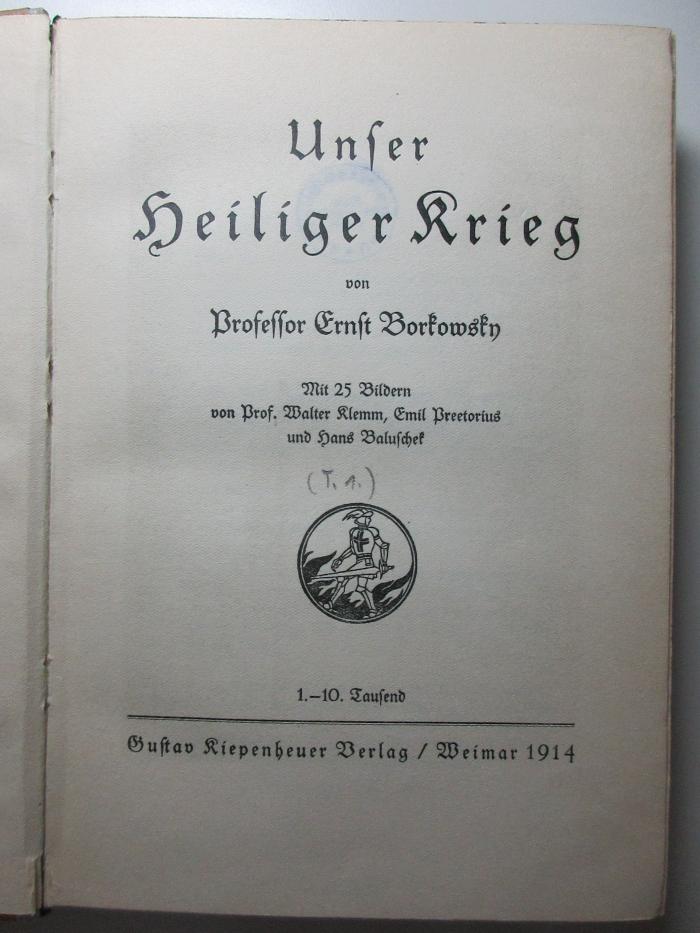 Unſer
Heiliger Krieg
von
Profeſſor Ernſt Borkowsky
Mit 25 Bildern
von Prof. Walter Klemm, Emil Preetorius
und Hans Baluſchek
(T. 1.)
1.–10. Tauſend
Guſtav Kiepenheuer Verlag / Weimar 1914